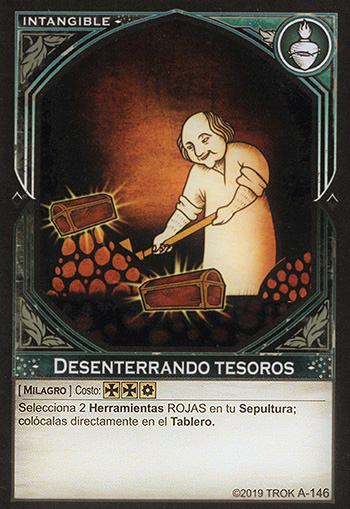 INTANGIBLE
DESENTERRANDO TESOROS
[ MILAGRO ] Costo:
Selecciona 2 Herramientas ROJAS en tu Sepultura;
colócalas directamente en el Tablero.
©2019 TROK A-146